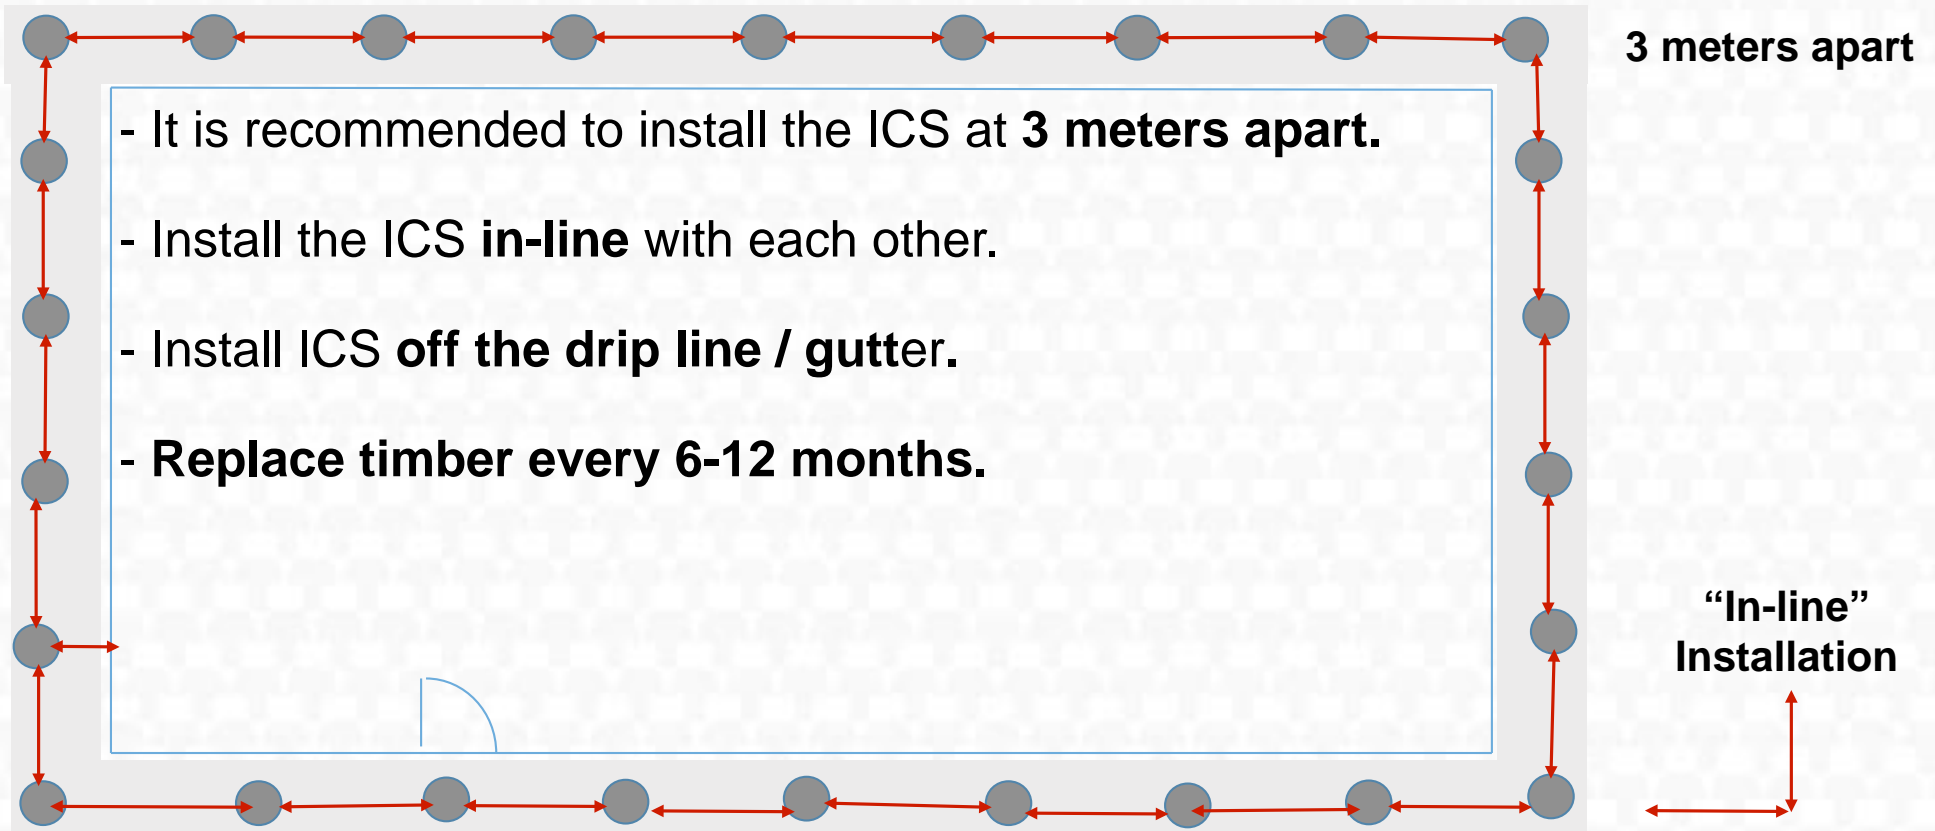 3 meters apart
- It is recommended to install the ICS at 3 meters apart.
- Install the ICS in-line with each other.
- Install ICS off the drip line / gutter.
- Replace timber every 6-12 months.
“In-line”
Installation